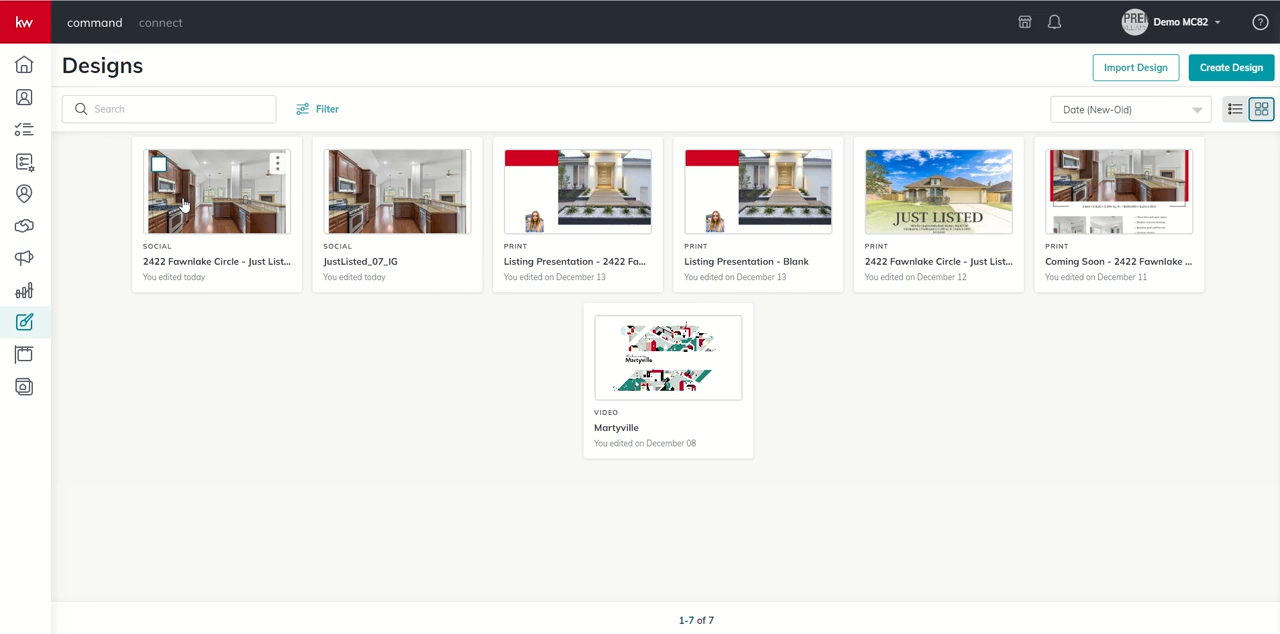 kw
command
connect
PREI
Demo MC82
Designs
Import Design
Create Design
Search
Filter
Date (New-Old)
SOCIAL
2422 Fawnlake Circle - Just List...
You edited today
SOCIAL
JustListed_07_IG
You edited today
PRINT
Listing Presentation - 2422 Fa...
You edited on December 13
PRINT
Listing Presentation - Blank
You edited on December 13
JUST LISTED
PRINT
2422 Fawnlake Circle - Just List...
You edited on December 12
PRINT
Coming Soon - 2422 Fawnlake ...
You edited on December 11
Martyville
VIDEO
Martyville
You edited on December 08
1-7 of 7